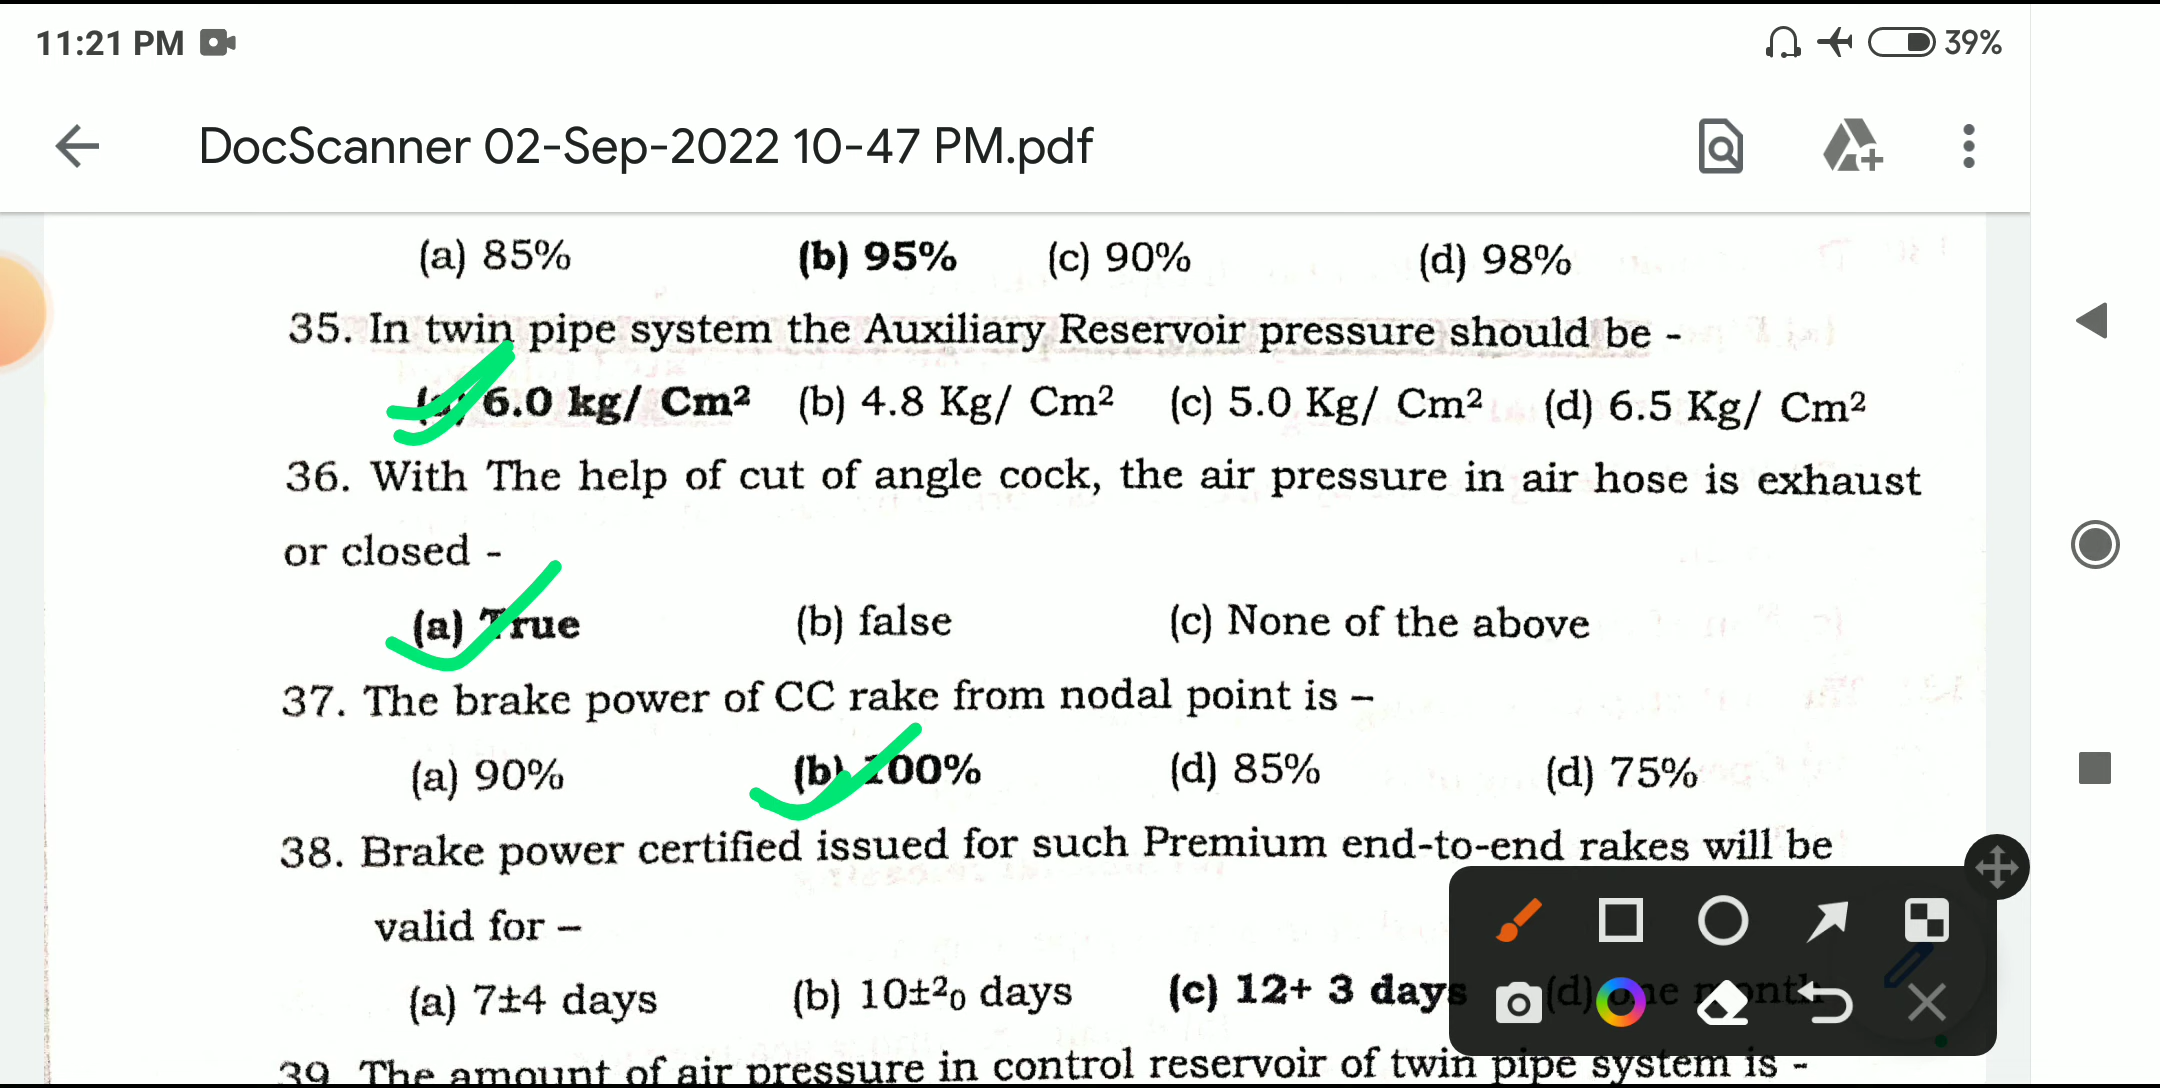 11:21 PM 39%
DocScanner 02-Sep-2022 10-47 PM.pdf
(a) 85% (b) 95% (c) 90% (d) 98%
35. In twin pipe system the Auxiliary Reservoir pressure should be -
(a) 6.0 kg/ Cm² (b) 4.8 Kg/ Cm² (c) 5.0 Kg/ Cm² (d) 6.5 Kg/ Cm²
36. With The help of cut of angle cock, the air pressure in air hose is exhaust
or closed -
(a) True (b) false (c) None of the above
37. The brake power of CC rake from nodal point is –
(a) 90% (b) 100% (d) 85% (d) 75%
38. Brake power certified issued for such Premium end-to-end rakes will be
valid for –
(a) 7±4 days (b) 10±²₀ days (c) 12+ 3 days (d) one month
39 The amount of air pressure in control reservoir of twin pipe system is -